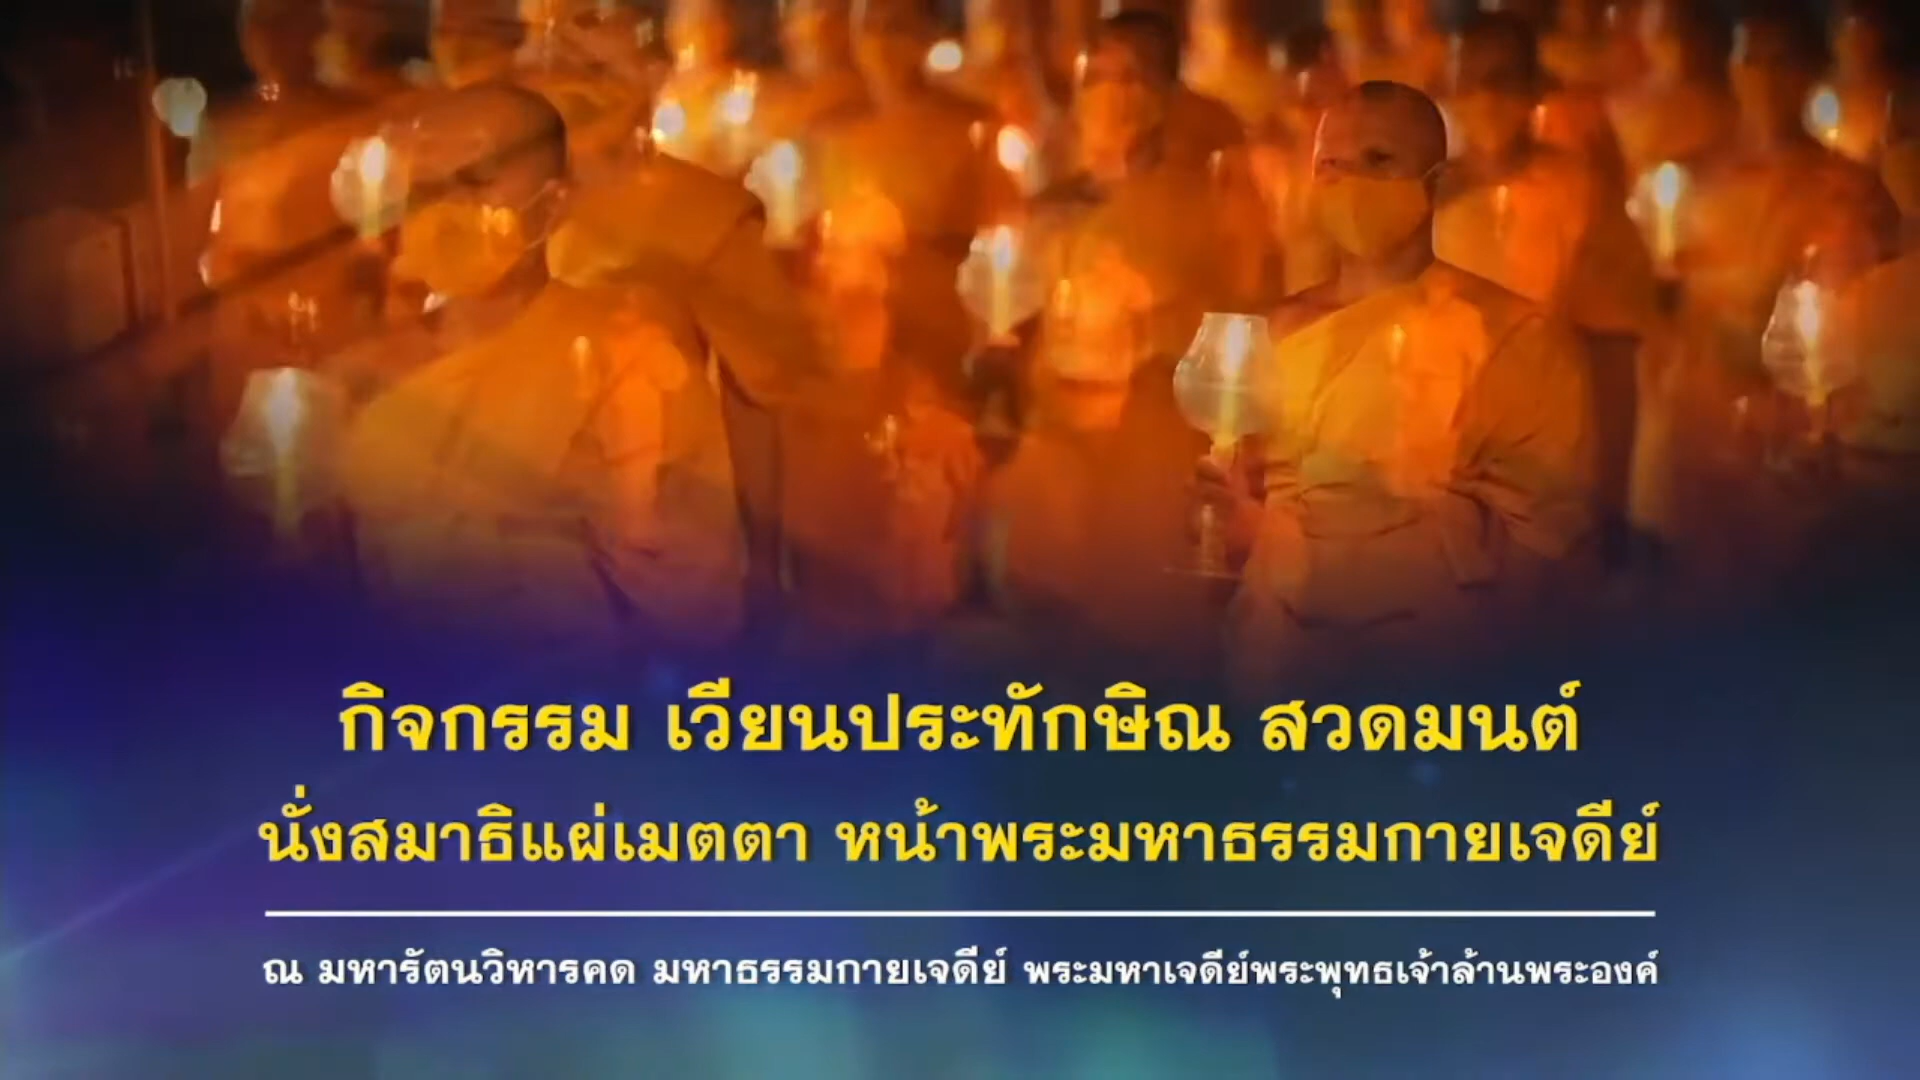 กิจกรรม เวียนประทักษิณ สวดมนต์
นั่งสมาธิแผ่เมตตา หน้าพระมหาธรรมกายเจดีย์
ณ มหารัตนวิหารคด มหาธรรมกายเจดีย์ พระมหาเจดีย์พระพุทธเจ้าล้านพระองค์